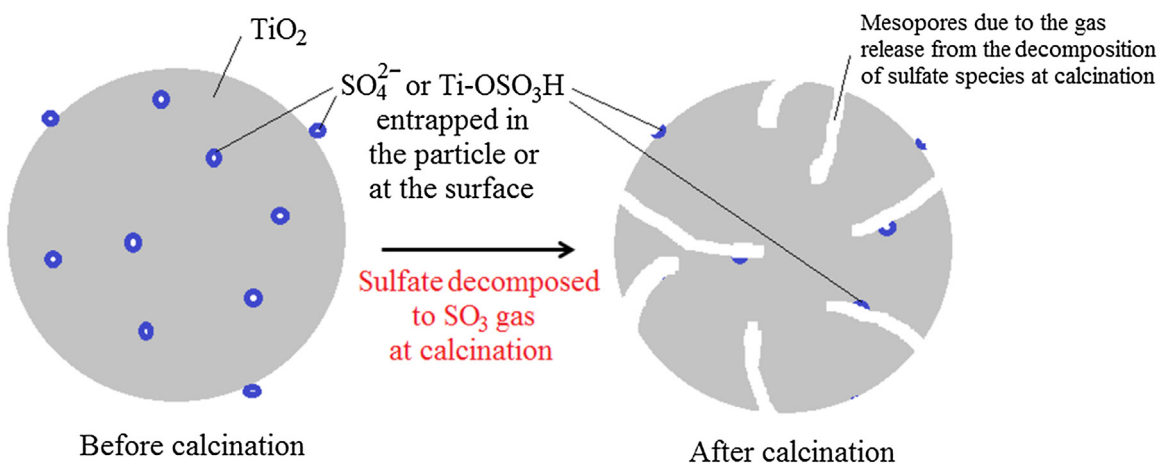 TiO₂
SO₄²⁻ or Ti-OSO₃H
entrapped in
the particle or
at the surface
Sulfate decomposed
to SO₃ gas
at calcination
Mesopores due to the gas
release from the decomposition
of sulfate species at calcination
Before calcination
After calcination